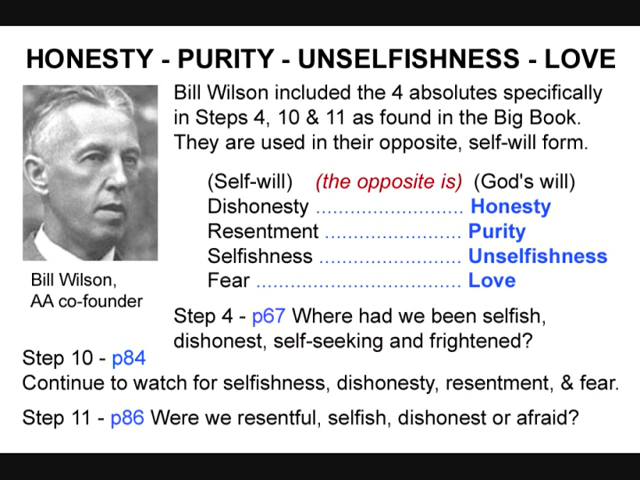 HONESTY - PURITY - UNSELFISHNESS - LOVE
Bill Wilson included the 4 absolutes specifically
in Steps 4, 10 & 11 as found in the Big Book.
They are used in their opposite, self-will form.
(Self-will) (the opposite is) (God's will)
Dishonesty .......................... Honesty
Resentment ........................ Purity
Selfishness ......................... Unselfishness
Fear .................................... Love
Bill Wilson,
AA co-founder
Step 4 - p67 Where had we been selfish,
dishonest, self-seeking and frightened?
Step 10 - p84
Continue to watch for selfishness, dishonesty, resentment, & fear.
Step 11 - p86 Were we resentful, selfish, dishonest or afraid?